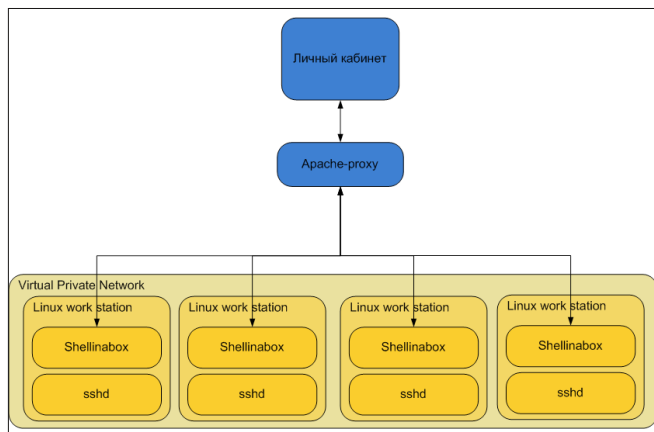 Личный кабинет
Apache-proxy
Virtual Private Network
Linux work station
Linux work station
Linux work station
Linux work station
Shellinabox
Shellinabox
Shellinabox
Shellinabox
sshd
sshd
sshd
sshd